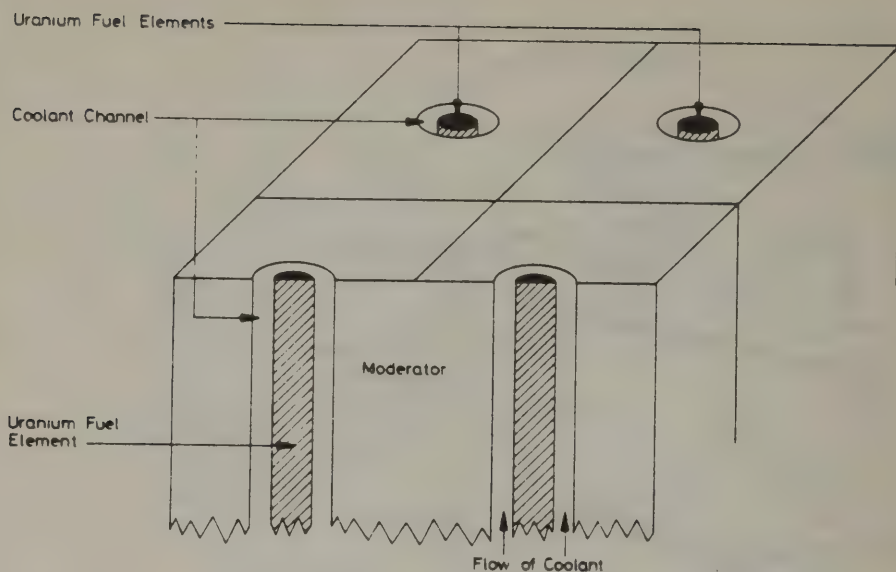 Uranium Fuel Elements
Coolant Channel
Moderator
Uranium Fuel
Element
Flow of Coolant